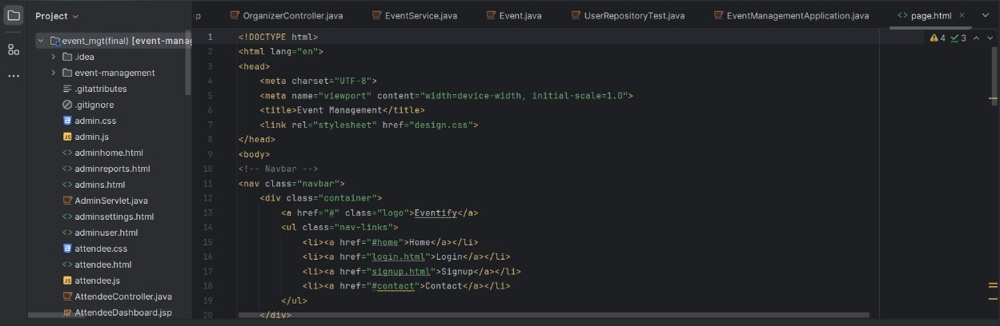 Project
sp
OrganizerController.java
EventService.java
Event.java
UserRepositoryTest.java
EventManagementApplication.java
page.html
event_mgt(final) [event-manag
.idea
event-management
.gitattributes
.gitignore
admin.css
admin.js
adminhome.html
adminreports.html
admins.html
AdminServlet.java
adminsettings.html
adminuser.html
attendee.css
attendee.html
attendee.js
AttendeeController.java
AttendeeDashboard.jsp
4 3
1 <!DOCTYPE html>
2 <html lang="en">
3 <head>
4 <meta charset="UTF-8">
5 <meta name="viewport" content="width=device-width, initial-scale=1.0">
6 <title>Event Management</title>
7 <link rel="stylesheet" href="design.css">
8 </head>
9 <body>
10 <!-- Navbar -->
11 <nav class="navbar">
12 <div class="container">
13 <a href="#" class="logo">Eventify</a>
14 <ul class="nav-links">
15 <li><a href="#home">Home</a></li>
16 <li><a href="login.html">Login</a></li>
17 <li><a href="signup.html">Signup</a></li>
18 <li><a href="#contact">Contact</a></li>
19 </ul>
20 </div>